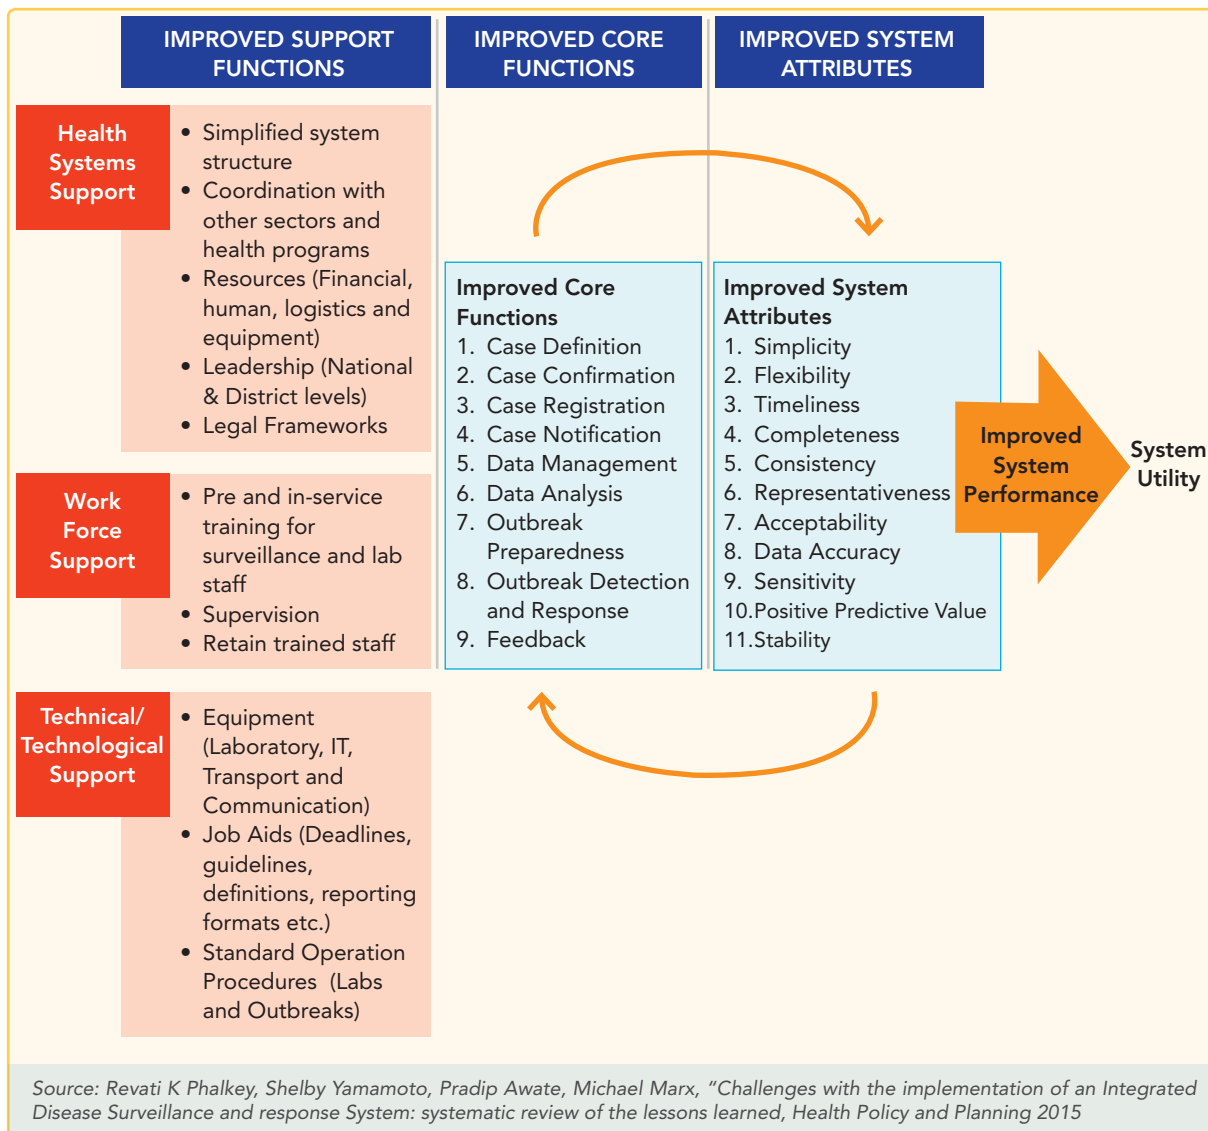 IMPROVED SUPPORT
FUNCTIONS
IMPROVED CORE
FUNCTIONS
IMPROVED SYSTEM
ATTRIBUTES
Health
Systems
Support
• Simplified system
structure
• Coordination with
other sectors and
health programs
• Resources (Financial,
human, logistics and
equipment)
• Leadership (National
& District levels)
• Legal Frameworks
Work
Force
Support
• Pre and in-service
training for
surveillance and lab
staff
• Supervision
• Retain trained staff
Technical/
Technological
Support
• Equipment
(Laboratory, IT,
Transport and
Communication)
• Job Aids (Deadlines,
guidelines,
definitions, reporting
formats etc.)
• Standard Operation
Procedures (Labs
and Outbreaks)
Improved Core
Functions
1. Case Definition
2. Case Confirmation
3. Case Registration
4. Case Notification
5. Data Management
6. Data Analysis
7. Outbreak
Preparedness
8. Outbreak Detection
and Response
9. Feedback
Improved System
Attributes
1. Simplicity
2. Flexibility
3. Timeliness
4. Completeness
5. Consistency
6. Representativeness
7. Acceptability
8. Data Accuracy
9. Sensitivity
10.Positive Predictive Value
11.Stability
Improved
System
Performance
System
Utility
Source: Revati K Phalkey, Shelby Yamamoto, Pradip Awate, Michael Marx, “Challenges with the implementation of an Integrated
Disease Surveillance and response System: systematic review of the lessons learned, Health Policy and Planning 2015